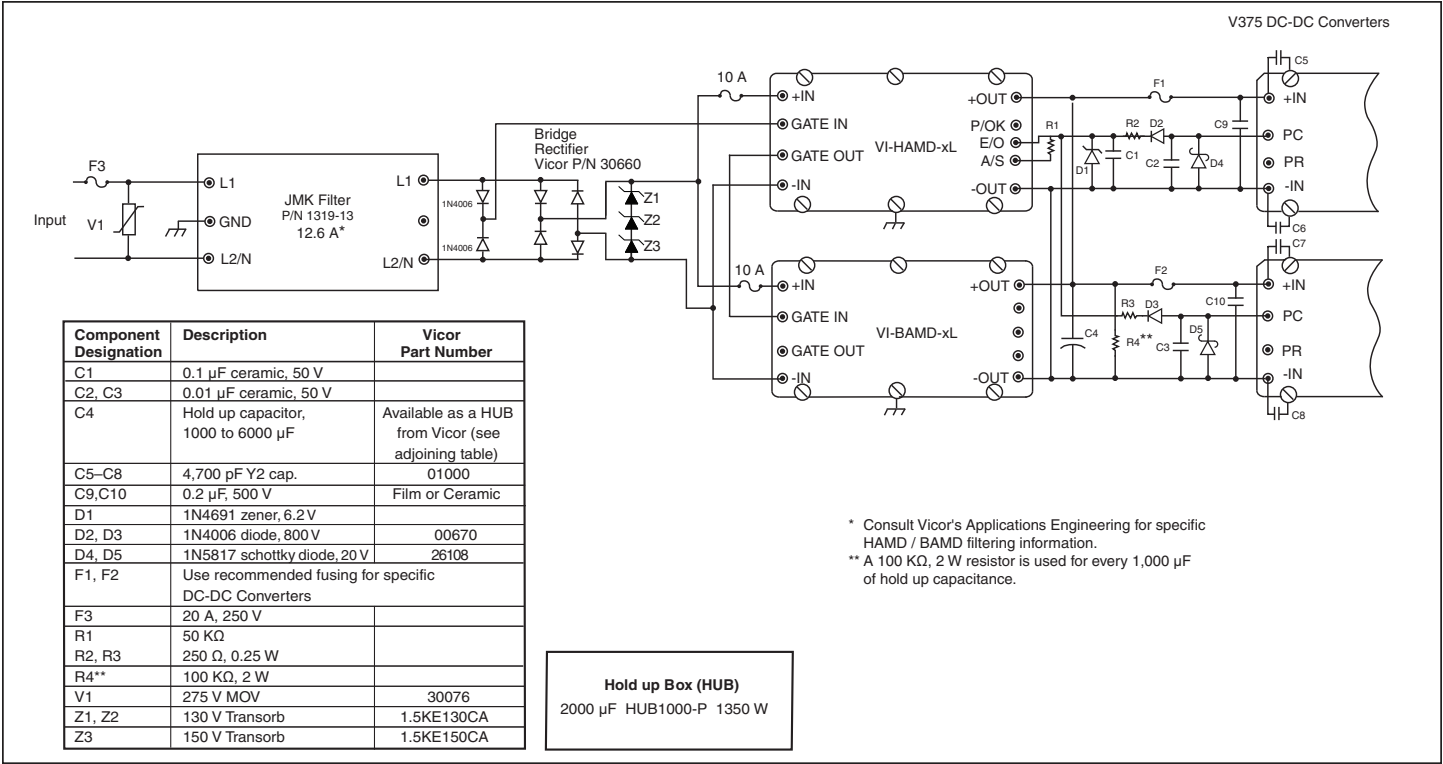 V375 DC-DC Converters
F3
Input
V1
L1
GND
L2/N
JMK Filter
P/N 1319-13
12.6 A*
L1
L2/N
1N4006
1N4006
Bridge
Rectifier
Vicor P/N 30660
Z1
Z2
Z3
10 A
+IN
GATE IN
GATE OUT
-IN
VI-HAMD-xL
+OUT
P/OK
E/O
A/S
-OUT
R1
D1
C1
R2
D2
C2
D4
F1
C9
C5
+IN
PC
PR
-IN
C6
10 A
+IN
GATE IN
GATE OUT
-IN
VI-BAMD-xL
+OUT
-OUT
C4
R4**
R3
D3
C3
D5
F2
C10
C7
+IN
PC
PR
-IN
C8
Component Designation Description Vicor Part Number
C1 0.1 µF ceramic, 50 V
C2, C3 0.01 µF ceramic, 50 V
C4 Hold up capacitor, Available as a HUB
1000 to 6000 µF from Vicor (see
adjoining table)
C5–C8 4,700 pF Y2 cap. 01000
C9,C10 0.2 µF, 500 V Film or Ceramic
D1 1N4691 zener, 6.2 V
D2, D3 1N4006 diode, 800 V 00670
D4, D5 1N5817 schottky diode, 20 V 26108
F1, F2 Use recommended fusing for specific
DC-DC Converters
F3 20 A, 250 V
R1 50 KΩ
R2, R3 250 Ω, 0.25 W
R4** 100 KΩ, 2 W
V1 275 V MOV 30076
Z1, Z2 130 V Transorb 1.5KE130CA
Z3 150 V Transorb 1.5KE150CA
Hold up Box (HUB)
2000 µF HUB1000-P 1350 W
* Consult Vicor's Applications Engineering for specific
HAMD / BAMD filtering information.
** A 100 KΩ, 2 W resistor is used for every 1,000 µF
of hold up capacitance.